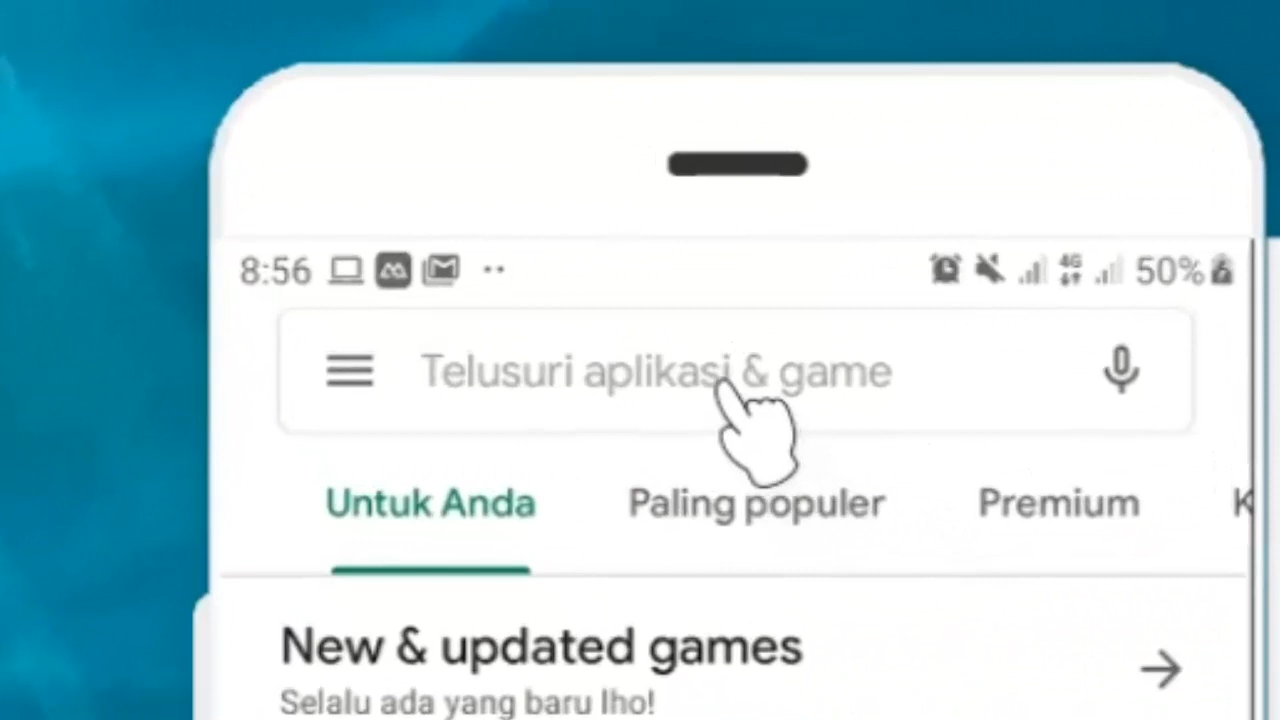 8:56 4G 50%
Telusuri aplikasi & game
Untuk Anda Paling populer Premium K
New & updated games
Selalu ada yang baru lho!